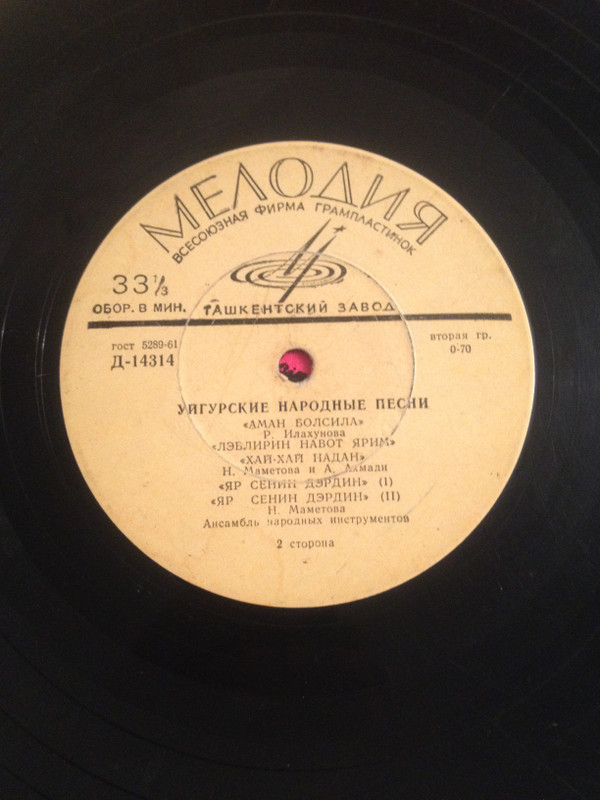 МЕЛОДИЯ
ВСЕСОЮЗНАЯ ФИРМА ГРАМПЛАСТИНОК
33⅓
ОБОР. В МИН. ТАШКЕНТСКИЙ ЗАВОД
гост 5289-61
Д-14314
вторая гр.
0-70
УЙГУРСКИЕ НАРОДНЫЕ ПЕСНИ
«АМАН БОЛСИЛА»
Р. Илахунова
«ЛЭБЛИРИН НАВОТ ЯРИМ»
«ХАЙ-ХАЙ НАДАН»
Н. Маметова и А. Ахмади
«ЯР СЕНИН ДЭРДИН» (I)
«ЯР СЕНИН ДЭРДИН» (II)
Н. Маметова
Ансамбль народных инструментов
2 сторона